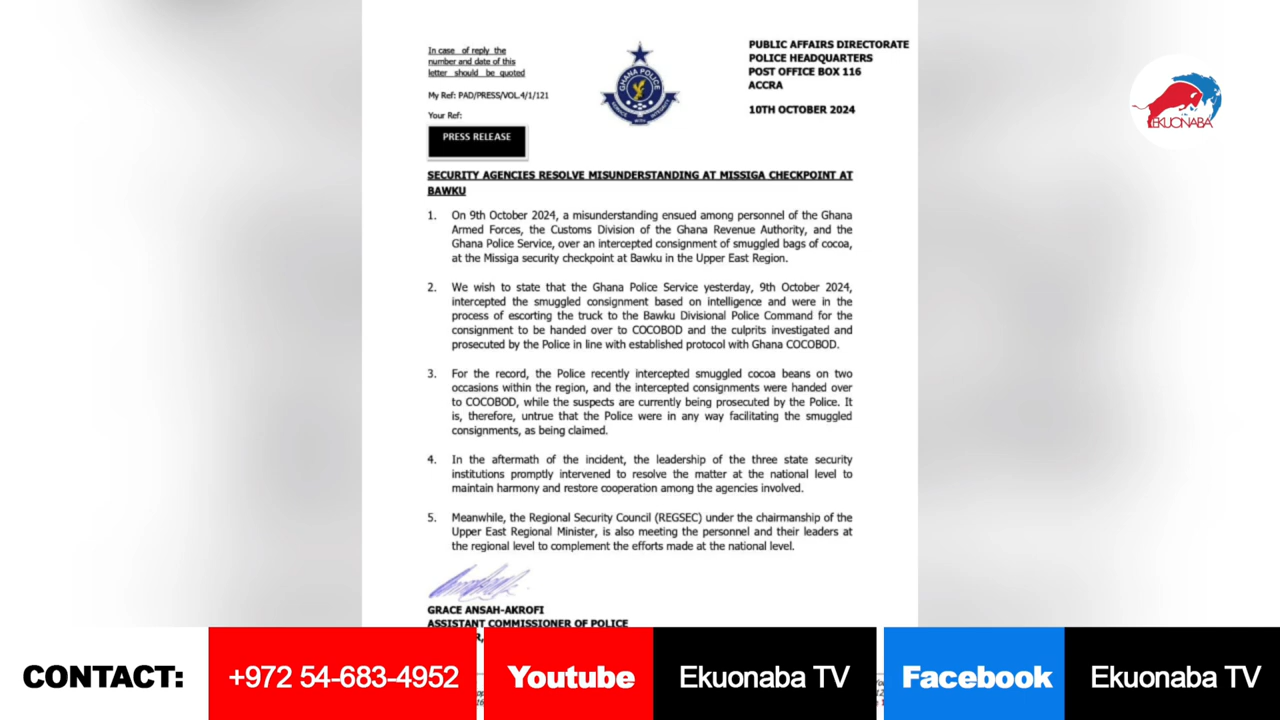 In case of reply the
number and date of this
letter should be quoted
My Ref: PAD/PRESS/VOL.4/1/121
Your Ref:
PRESS RELEASE
GHANA POLICE
SERVICE WITH INTEGRITY
PUBLIC AFFAIRS DIRECTORATE
POLICE HEADQUARTERS
POST OFFICE BOX 116
ACCRA
10TH OCTOBER 2024
EKUONABA
SECURITY AGENCIES RESOLVE MISUNDERSTANDING AT MISSIGA CHECKPOINT AT
BAWKU
1. On 9th October 2024, a misunderstanding ensued among personnel of the Ghana
Armed Forces, the Customs Division of the Ghana Revenue Authority, and the
Ghana Police Service, over an intercepted consignment of smuggled bags of cocoa,
at the Missiga security checkpoint at Bawku in the Upper East Region.
2. We wish to state that the Ghana Police Service yesterday, 9th October 2024,
intercepted the smuggled consignment based on intelligence and were in the
process of escorting the truck to the Bawku Divisional Police Command for the
consignment to be handed over to COCOBOD and the culprits investigated and
prosecuted by the Police in line with established protocol with Ghana COCOBOD.
3. For the record, the Police recently intercepted smuggled cocoa beans on two
occasions within the region, and the intercepted consignments were handed over
to COCOBOD, while the suspects are currently being prosecuted by the Police. It
is, therefore, untrue that the Police were in any way facilitating the smuggled
consignments, as being claimed.
4. In the aftermath of the incident, the leadership of the three state security
institutions promptly intervened to resolve the matter at the national level to
maintain harmony and restore cooperation among the agencies involved.
5. Meanwhile, the Regional Security Council (REGSEC) under the chairmanship of the
Upper East Regional Minister, is also meeting the personnel and their leaders at
the regional level to complement the efforts made at the national level.
GRACE ANSAH-AKROFI
ASSISTANT COMMISSIONER OF POLICE
CONTACT: +972 54-683-4952 Youtube Ekuonaba TV Facebook Ekuonaba TV